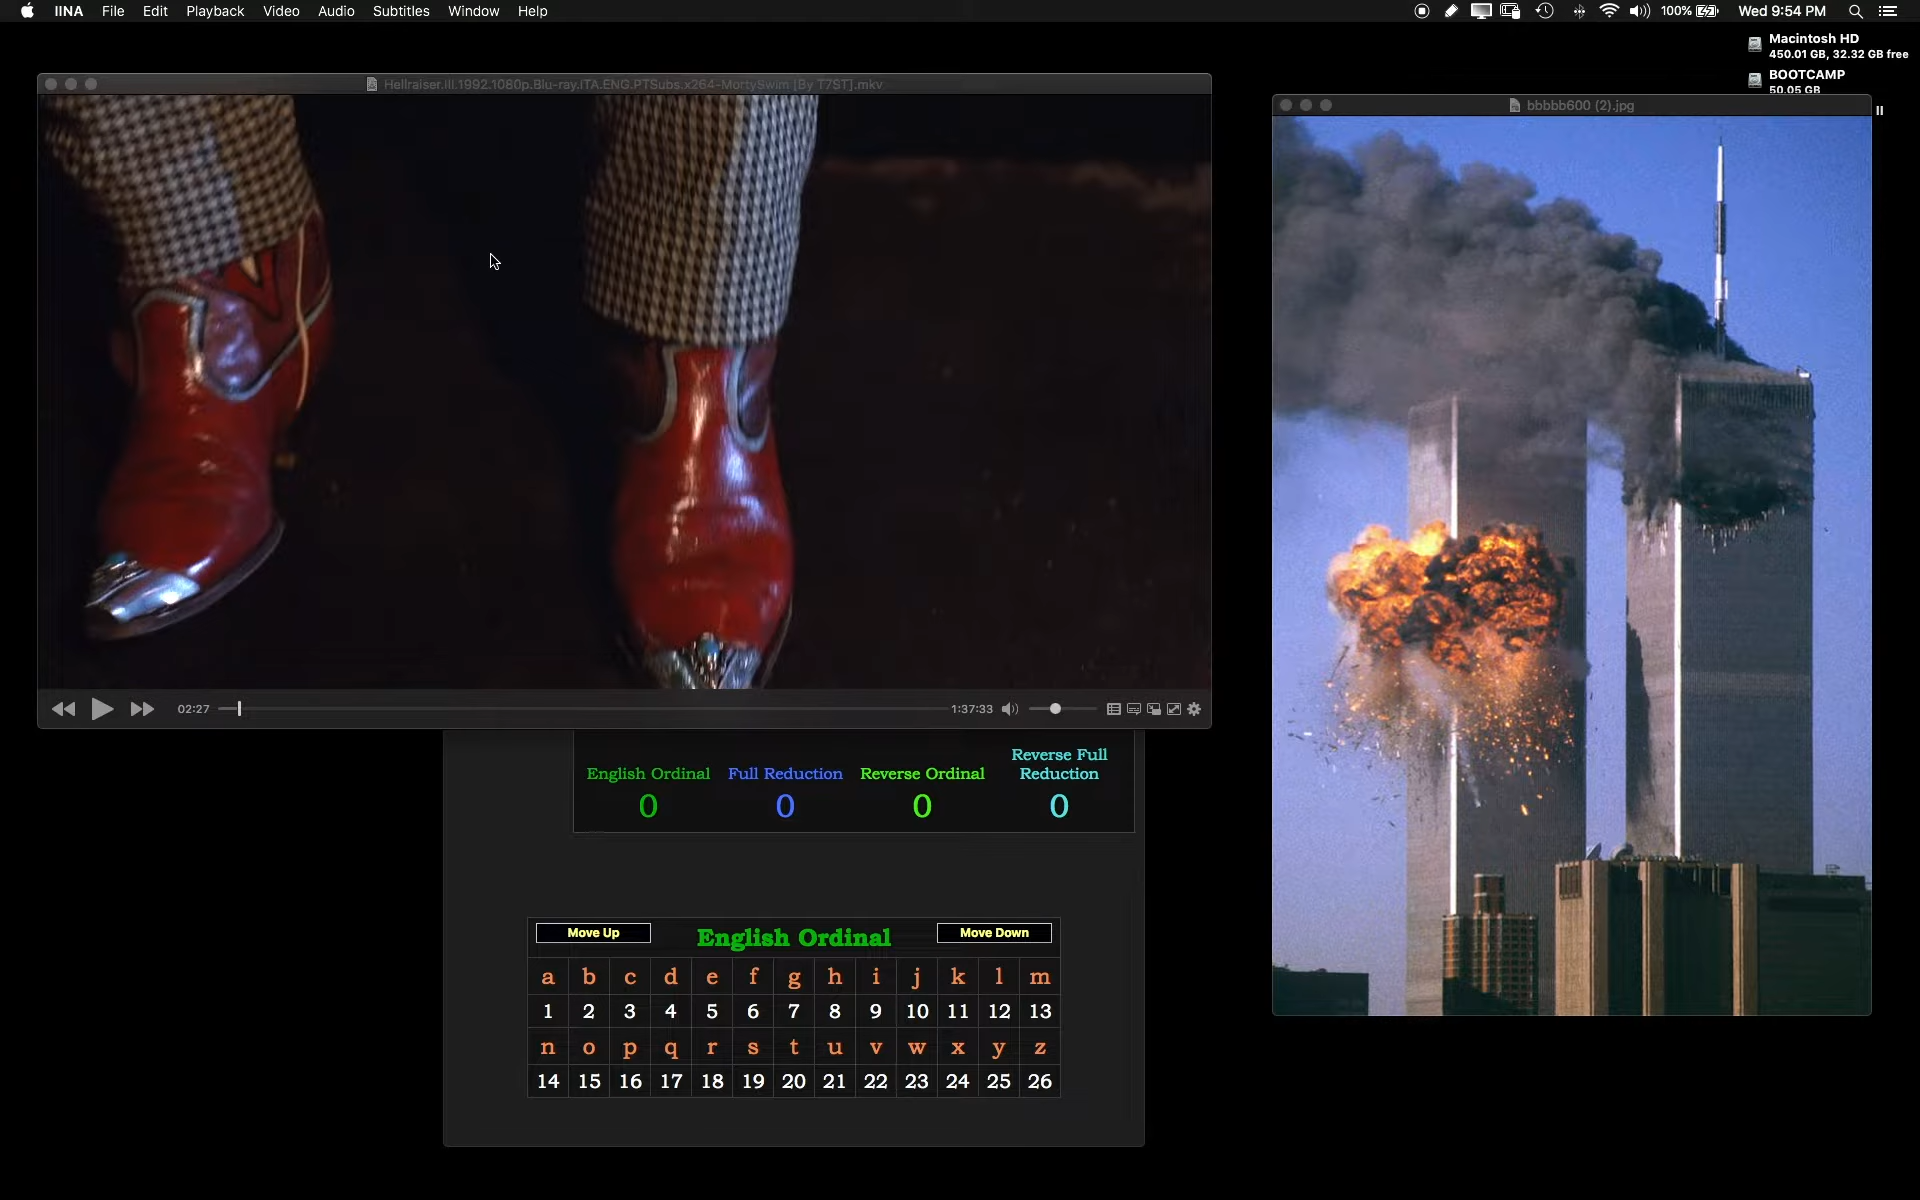 IINA File Edit Playback Video Audio Subtitles Window Help
100% Wed 9:54 PM
Macintosh HD
450.01 GB, 32.32 GB free
BOOTCAMP
50.05 GB
Hellraiser.III.1992.1080p.Blu-ray.ITA.ENG.PTSubs.x264-MortySwim [By T7ST].mkv
bbbbb600 (2).jpg
02:27
1:37:33
English Ordinal
Full Reduction
Reverse Ordinal
Reverse Full
Reduction
0 0 0 0
Move Up
English Ordinal
Move Down
a b c d e f g h i j k l m
1 2 3 4 5 6 7 8 9 10 11 12 13
n o p q r s t u v w x y z
14 15 16 17 18 19 20 21 22 23 24 25 26